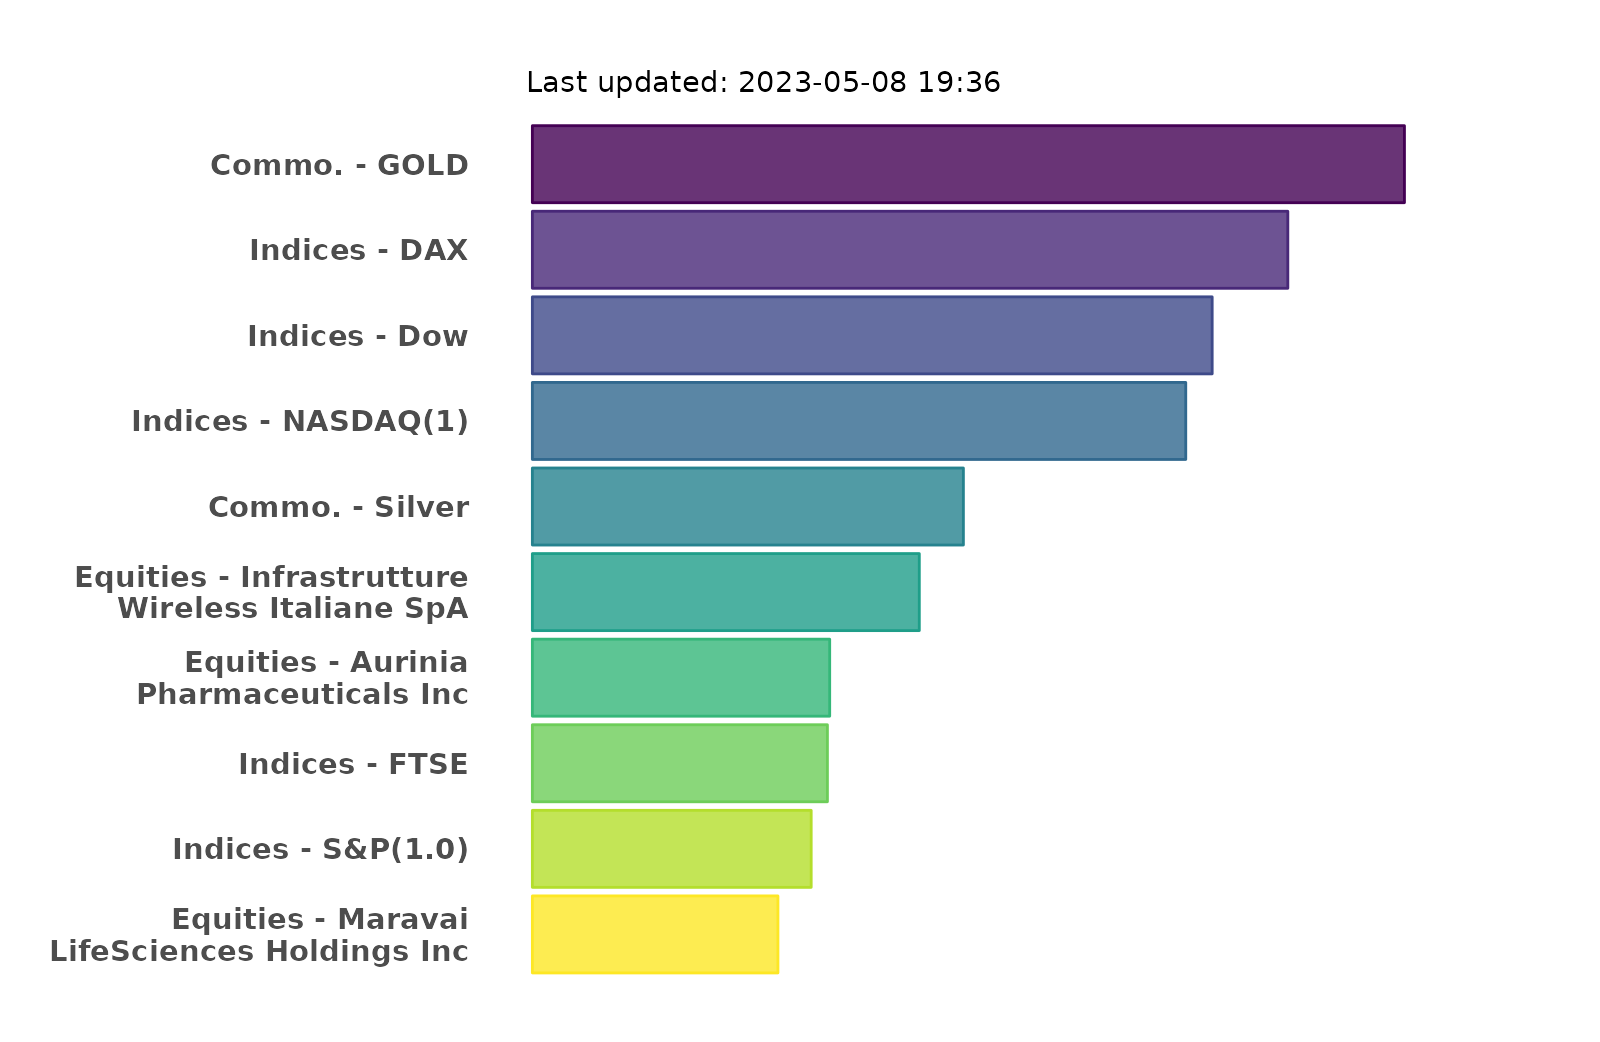 Last updated: 2023-05-08 19:36
Commo. - GOLD
Indices - DAX
Indices - Dow
Indices - NASDAQ(1)
Commo. - Silver
Equities - Infrastrutture
Wireless Italiane SpA
Equities - Aurinia
Pharmaceuticals Inc
Indices - FTSE
Indices - S&P(1.0)
Equities - Maravai
LifeSciences Holdings Inc